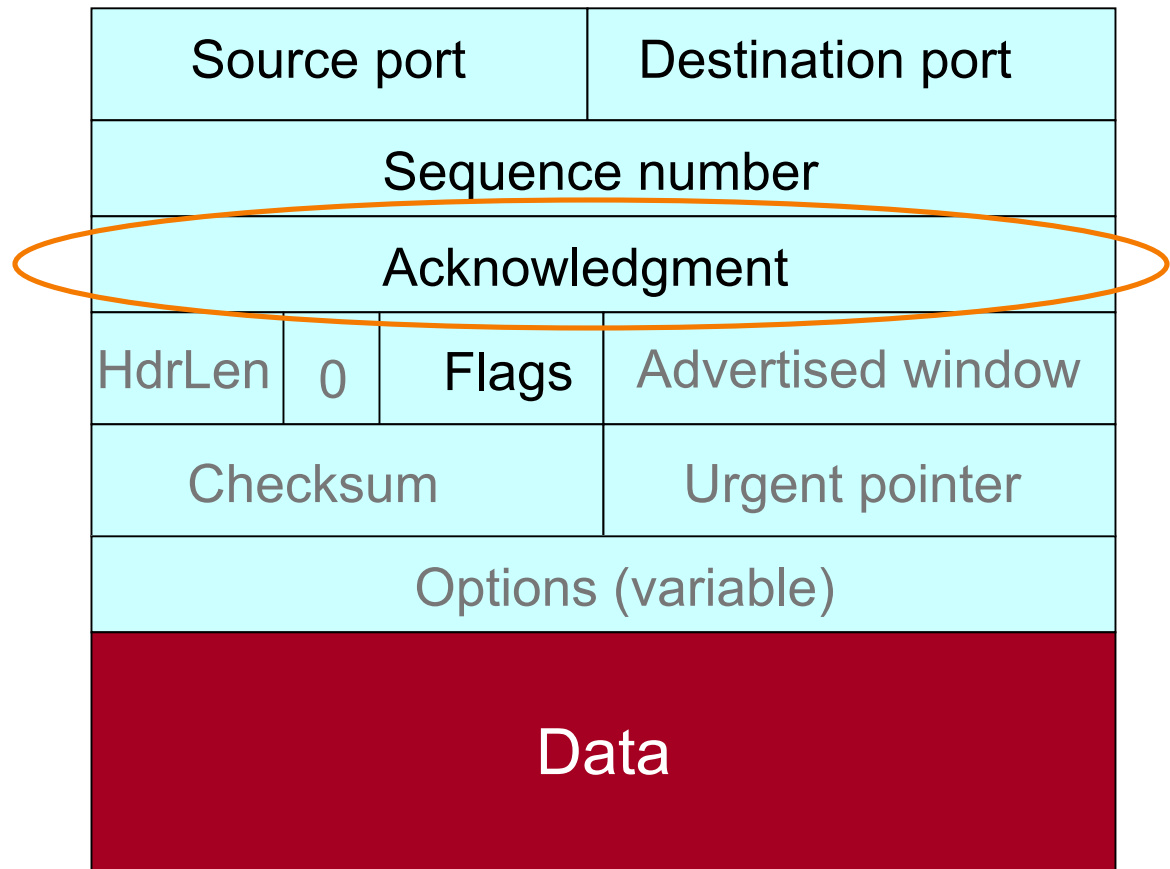 Source port Destination port
Sequence number
Acknowledgment
HdrLen 0 Flags Advertised window
Checksum Urgent pointer
Options (variable)
Data